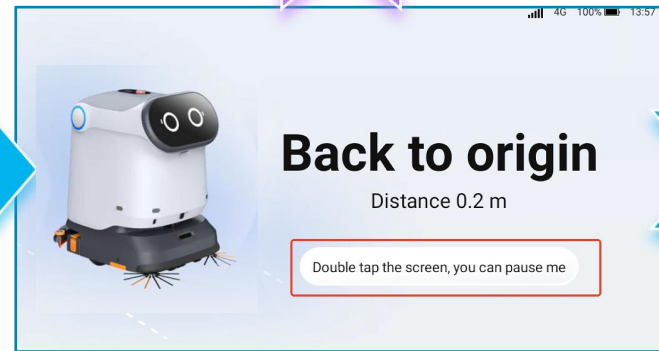 4G 100% 13:57
Back to origin
Distance 0.2 m
Double tap the screen, you can pause me